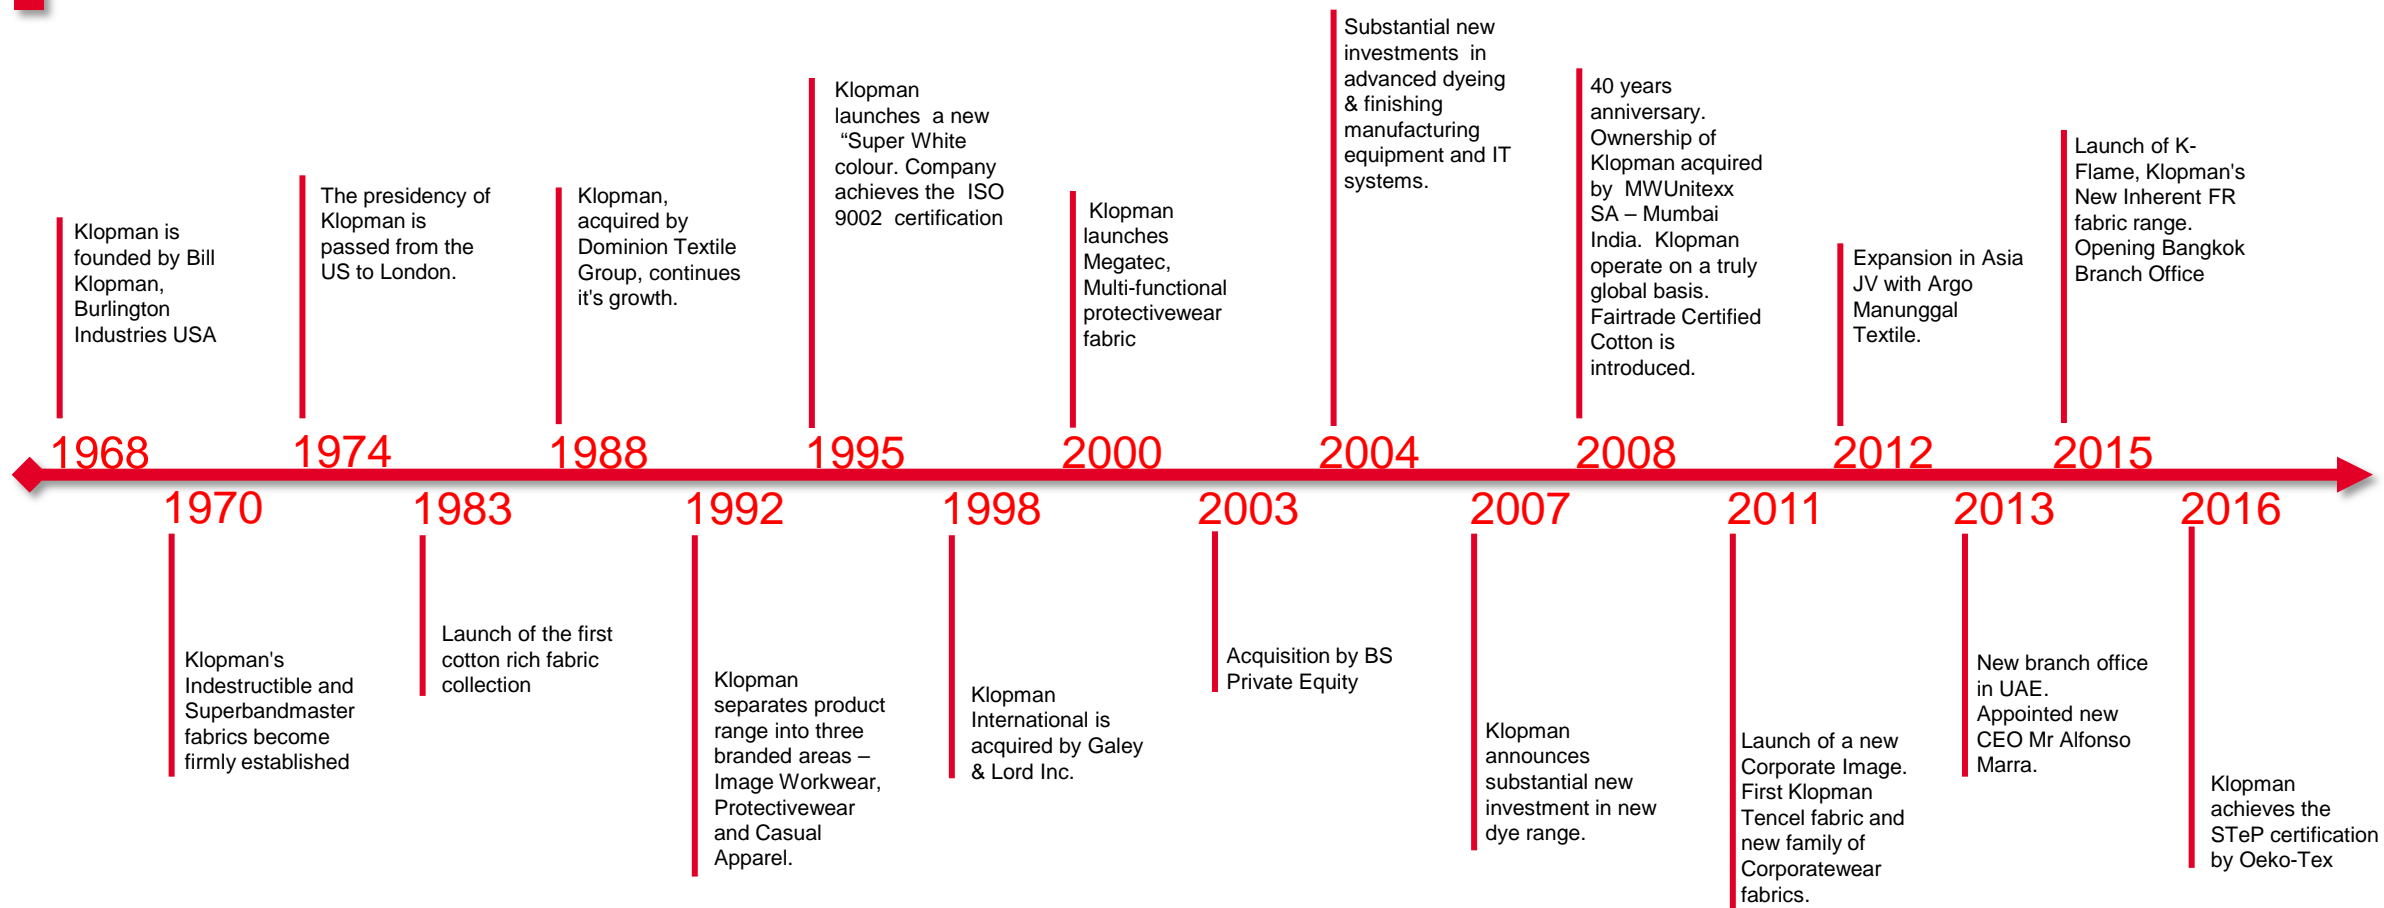 Klopman is
founded by Bill
Klopman,
Burlington
Industries USA
1968
1970
Klopman's
Indestructible and
Superbandmaster
fabrics become
firmly established
The presidency of
Klopman is
passed from the
US to London.
1974
1983
Launch of the first
cotton rich fabric
collection
Klopman,
acquired by
Dominion Textile
Group, continues
it's growth.
1988
1992
Klopman
separates product
range into three
branded areas –
Image Workwear,
Protectivewear
and Casual
Apparel.
Klopman
launches  a new
“Super White
colour. Company
achieves the  ISO
9002  certification
1995
1998
Klopman
International is
acquired by Galey
& Lord Inc.
Klopman
launches
Megatec,
Multi-functional
protectivewear
fabric
2000
2003
Acquisition by BS
Private Equity
Substantial new
investments  in
advanced dyeing
& finishing
manufacturing
equipment and IT
systems.
2004
2007
Klopman
announces
substantial new
investment in new
dye range.
40 years
anniversary.
Ownership of
Klopman acquired
by  MWUnitexx
SA – Mumbai
India.  Klopman
operate on a truly
global basis.
Fairtrade Certified
Cotton is
introduced.
2008
2011
Launch of a new
Corporate Image.
First Klopman
Tencel fabric and
new family of
Corporatewear
fabrics.
Expansion in Asia
JV with Argo
Manunggal
Textile.
2012
2013
New branch office
in UAE.
Appointed new
CEO Mr Alfonso
Marra.
Launch of K-
Flame, Klopman's
New Inherent FR
fabric range.
Opening Bangkok
Branch Office
2015
2016
Klopman
achieves the
STeP certification
by Oeko-Tex